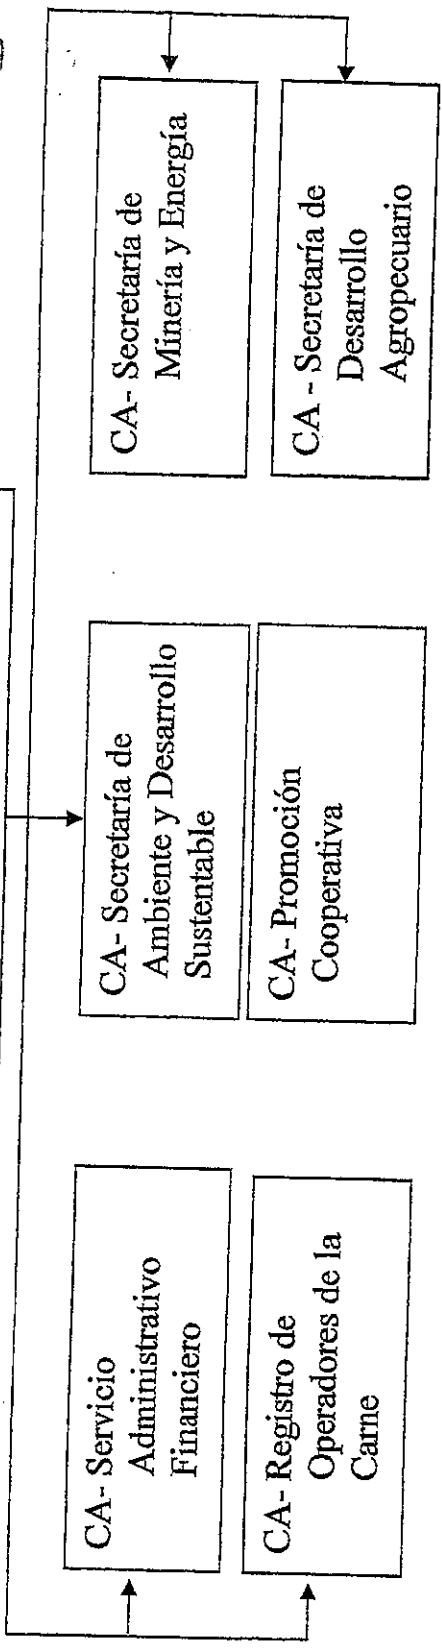 CA- Servicio
Administrativo
Financiero
CA- Registro de
Operadores de la
Carne
CA- Secretaría de
Ambiente y Desarrollo
Sustentable
CA- Promoción
Cooperativa
CA- Secretaría de
Minería y Energía
CA - Secretaría de
Desarrollo
Agropecuario